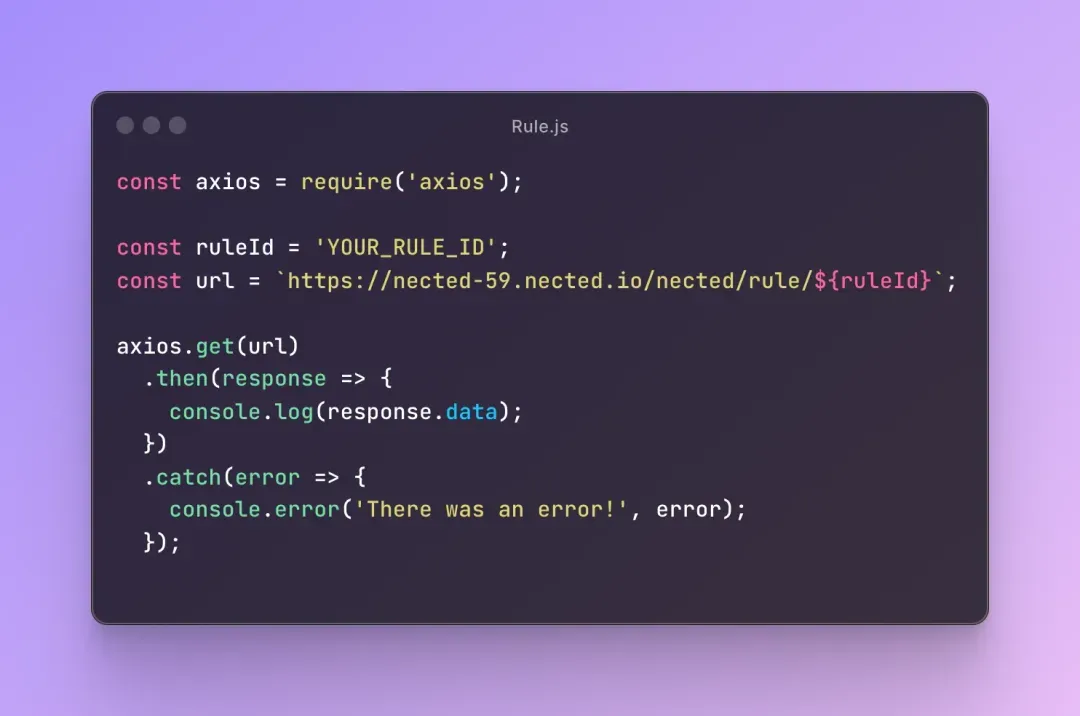 Rule.js
const axios = require('axios');
const ruleId = 'YOUR_RULE_ID';
const url = `https://nected-59.nected.io/nected/rule/${ruleId}`;
axios.get(url)
  .then(response => {
    console.log(response.data);
  })
  .catch(error => {
    console.error('There was an error!', error);
  });